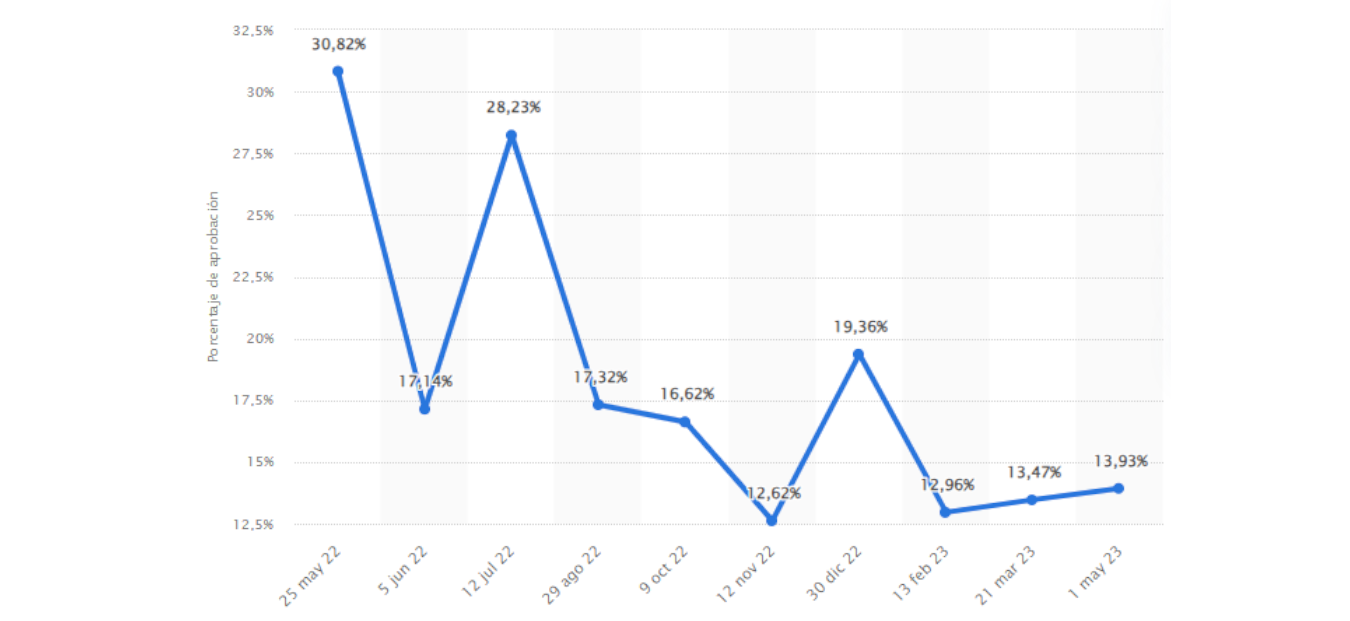 32,5%
30%
27,5%
25%
22,5%
20%
17,5%
15%
12,5%
Porcentaje de aprobación
30,82%
17,14%
28,23%
17,32%
16,62%
12,62%
19,36%
12,96%
13,47%
13,93%
25 may 22
5 jun 22
12 jul 22
29 ago 22
9 oct 22
12 nov 22
30 dic 22
13 feb 23
21 mar 23
1 may 23